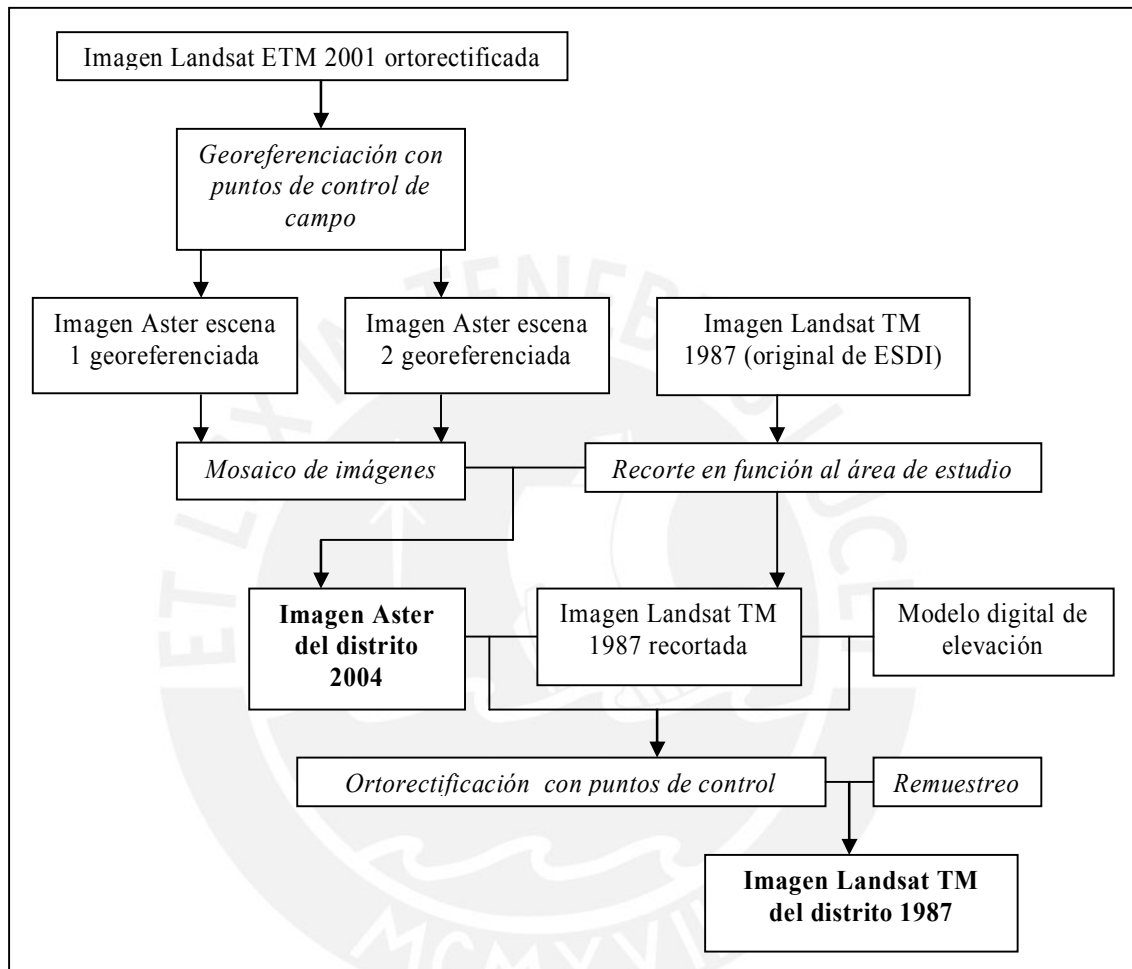 Imagen Landsat ETM 2001 ortorectificada
Georeferenciación con
puntos de control de
campo
Imagen Aster escena
1 georeferenciada
Imagen Aster escena
2 georeferenciada
Imagen Landsat TM
1987 (original de ESDI)
Mosaico de imágenes
Recorte en función al área de estudio
Imagen Aster
del distrito
2004
Imagen Landsat TM
1987 recortada
Modelo digital de
elevación
Ortorectificación con puntos de control
Remuestreo
Imagen Landsat TM
del distrito 1987